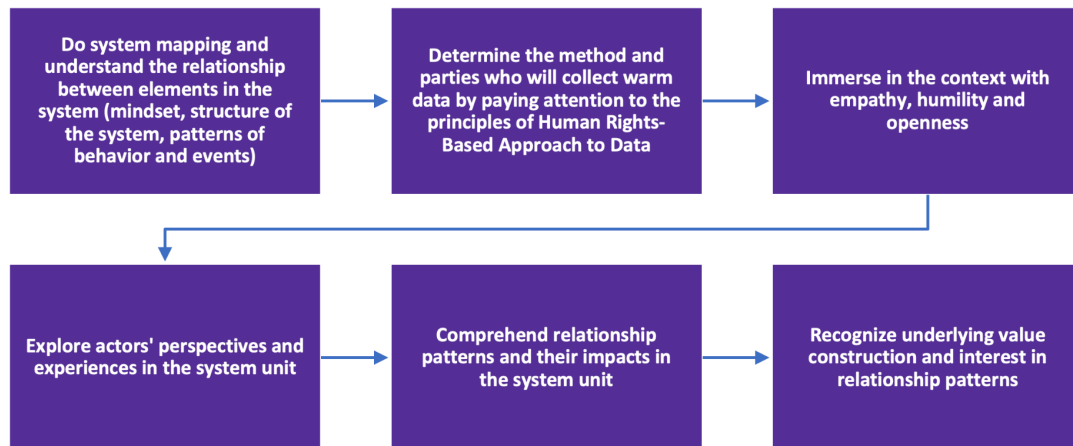 Do system mapping and
understand the relationship
between elements in the
system (mindset, structure of
the system, patterns of
behavior and events)
Determine the method and
parties who will collect warm
data by paying attention to the
principles of Human Rights-
Based Approach to Data
Immerse in the context with
empathy, humility and
openness
Explore actors' perspectives and
experiences in the system unit
Comprehend relationship
patterns and their impacts in
the system unit
Recognize underlying value
construction and interest in
relationship patterns